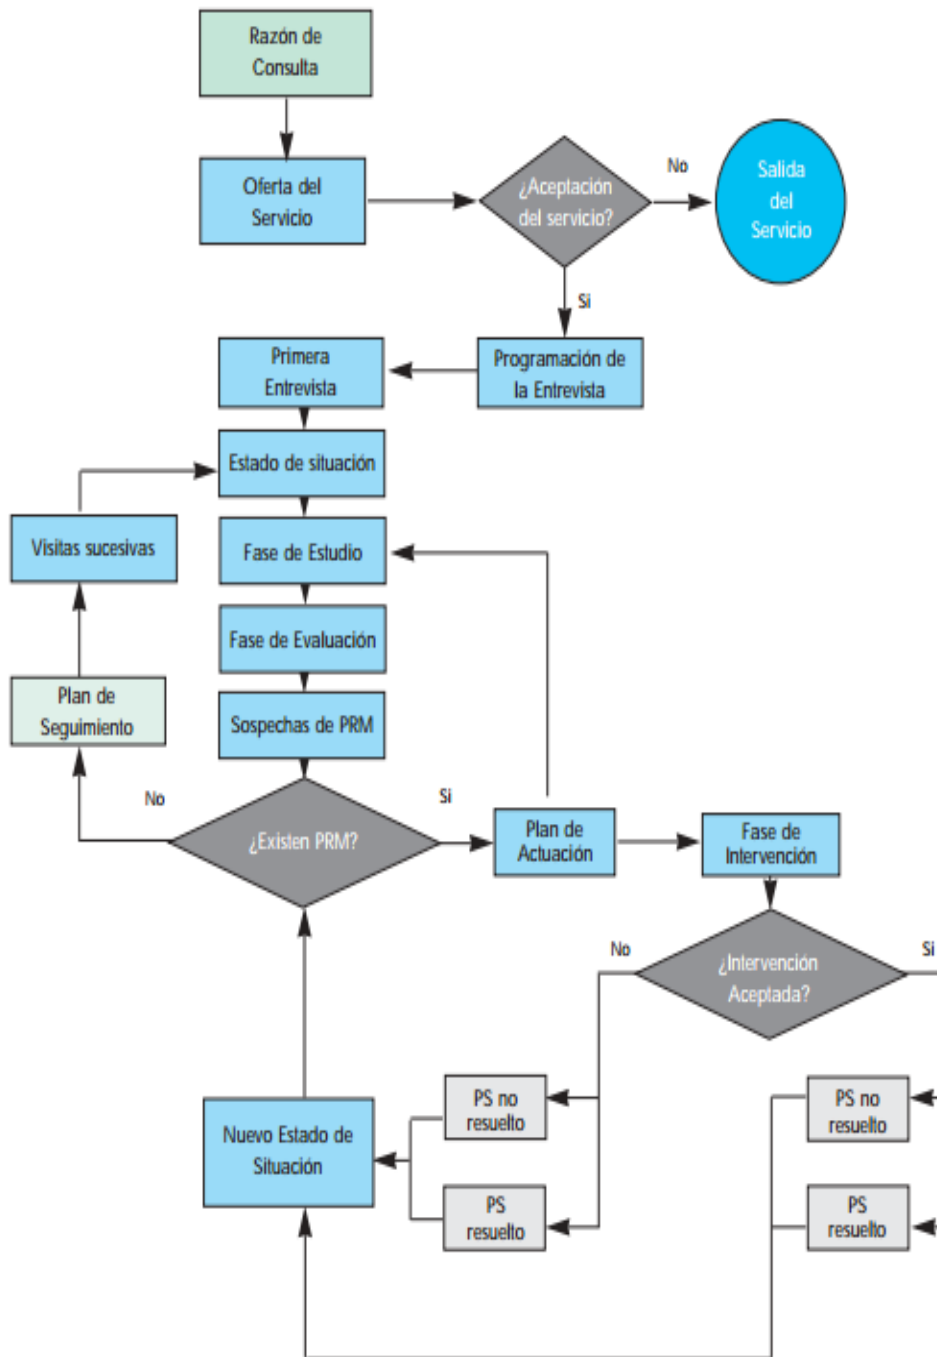 Razón de
Consulta
Oferta del
Servicio
¿Aceptación
del servicio?
No
Salida
del
Servicio
Si
Programación de
la Entrevista
Primera
Entrevista
Estado de situación
Visitas sucesivas
Fase de Estudio
Fase de Evaluación
Plan de
Seguimiento
Sospechas de PRM
No
¿Existen PRM?
Si
Plan de
Actuación
Fase de
Intervención
No
¿Intervención
Aceptada?
Si
PS no
resuelto
PS no
resuelto
Nuevo Estado de
Situación
PS
resuelto
PS
resuelto